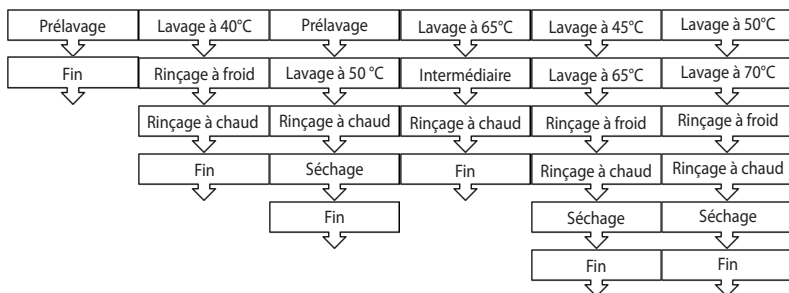 Prélavage Lavage à 40°C Prélavage Lavage à 65°C Lavage à 45°C Lavage à 50°C
Fin Rinçage à froid Lavage à 50 °C Intermédiaire Lavage à 65°C Lavage à 70°C
Rinçage à chaud Rinçage à chaud Rinçage à chaud Rinçage à froid Rinçage à froid
Fin Séchage Fin Rinçage à chaud Rinçage à chaud
Fin Séchage Séchage
Fin Fin